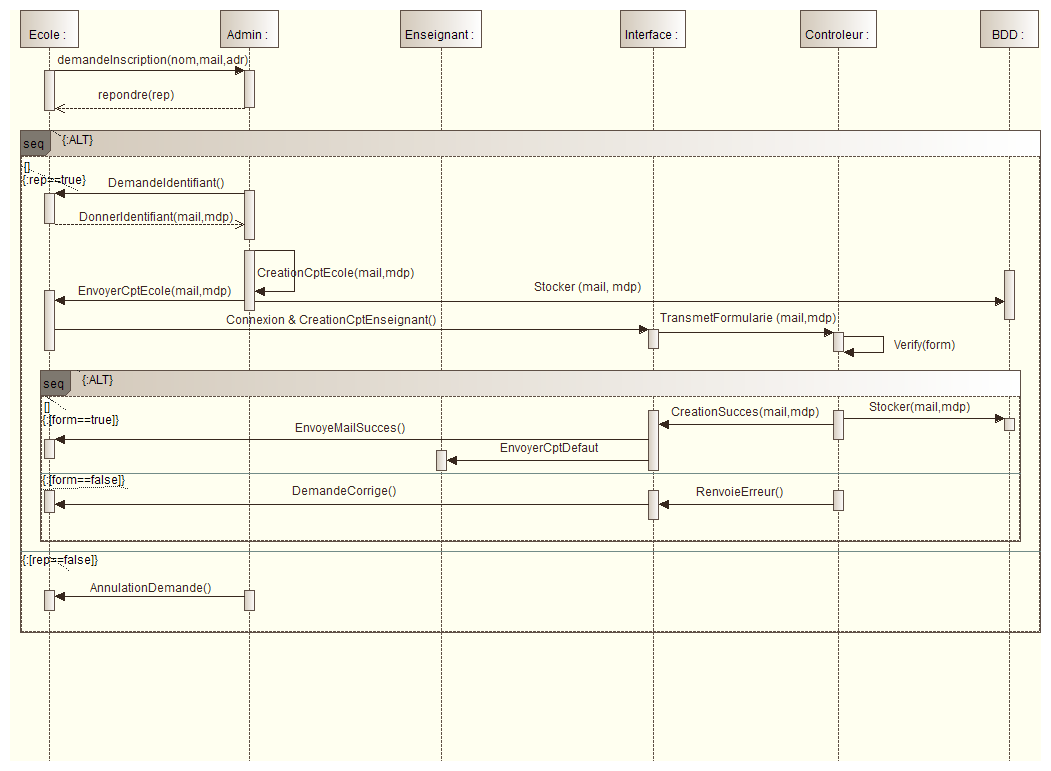 Ecole :
Admin :
Enseignant :
Interface :
Controleur :
BDD :
demandeInscription(nom,mail,adr)
repondre(rep)
seq
{:ALT}
[]
{:rep==true}
DemandeIdentifiant()
DonnerIdentifiant(mail,mdp)
CreationCptEcole(mail,mdp)
EnvoyerCptEcole(mail,mdp)
Stocker (mail, mdp)
Connexion & CreationCptEnseignant()
TransmetFormularie (mail,mdp)
Verify(form)
seq
{:ALT}
[]
{:[form==true]}
CreationSucces(mail,mdp)
Stocker(mail,mdp)
EnvoyeMailSucces()
EnvoyerCptDefaut
{:[form==false]}
DemandeCorrige()
RenvoieErreur()
{:[rep==false]}
AnnulationDemande()